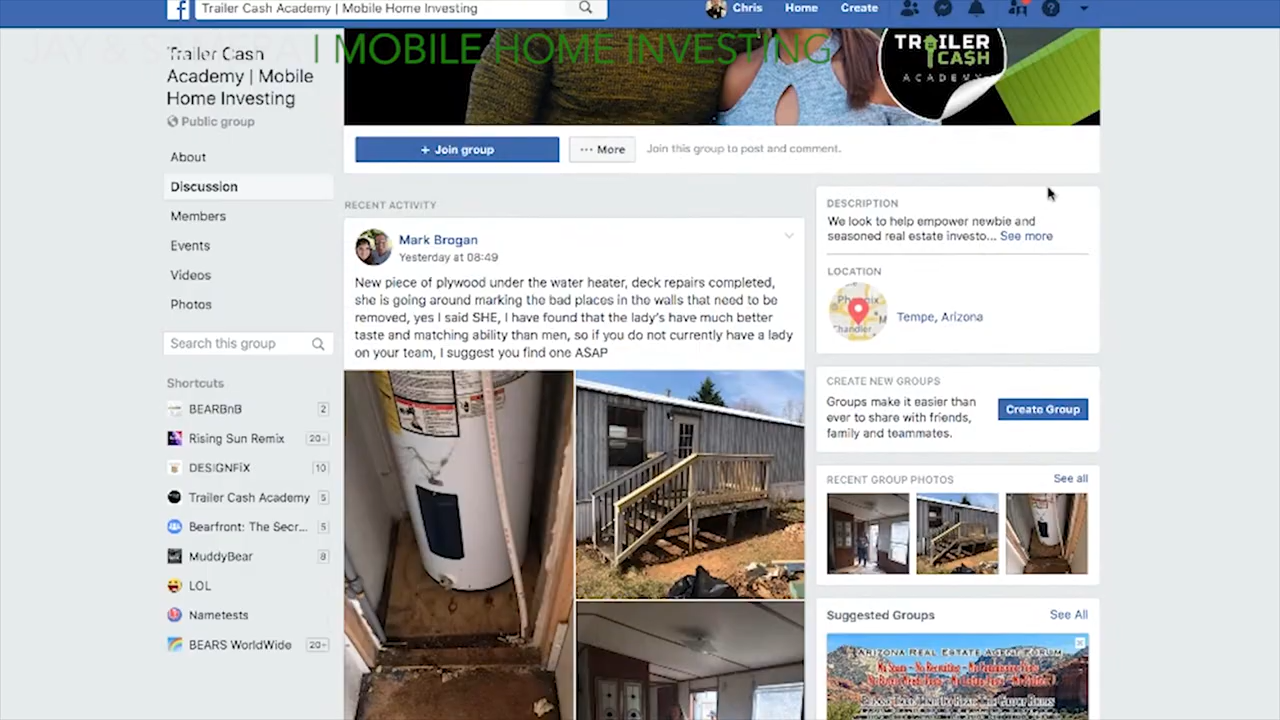 Trailer Cash Academy | Mobile Home Investing
Chris
Home
Create
JAY & S
| MOBILE HOME INVESTING
TRAILER
CASH
ACADEMY
Trailer Cash
Academy | Mobile
Home Investing
Public group
About
Discussion
Members
Events
Videos
Photos
Search this group
Shortcuts
BEARBnB 2
Rising Sun Remix 20+
DESIGNFiX 10
Trailer Cash Academy 5
Bearfront: The Secr... 5
MuddyBear 8
LOL
Nametests
BEARS WorldWide 20+
+ Join group
··· More
Join this group to post and comment.
RECENT ACTIVITY
Mark Brogan
Yesterday at 08:49
New piece of plywood under the water heater, deck repairs completed,
she is going around marking the bad places in the walls that need to be
removed, yes I said SHE, I have found that the lady's have much better
taste and matching ability than men, so if you do not currently have a lady
on your team, I suggest you find one ASAP
DESCRIPTION
We look to help empower newbie and
seasoned real estate investo... See more
LOCATION
Phoenix
Chandler
Tempe, Arizona
CREATE NEW GROUPS
Groups make it easier than
ever to share with friends,
family and teammates.
Create Group
RECENT GROUP PHOTOS
See all
Suggested Groups
See All
ARIZONA REAL ESTATE AGENT FORUM